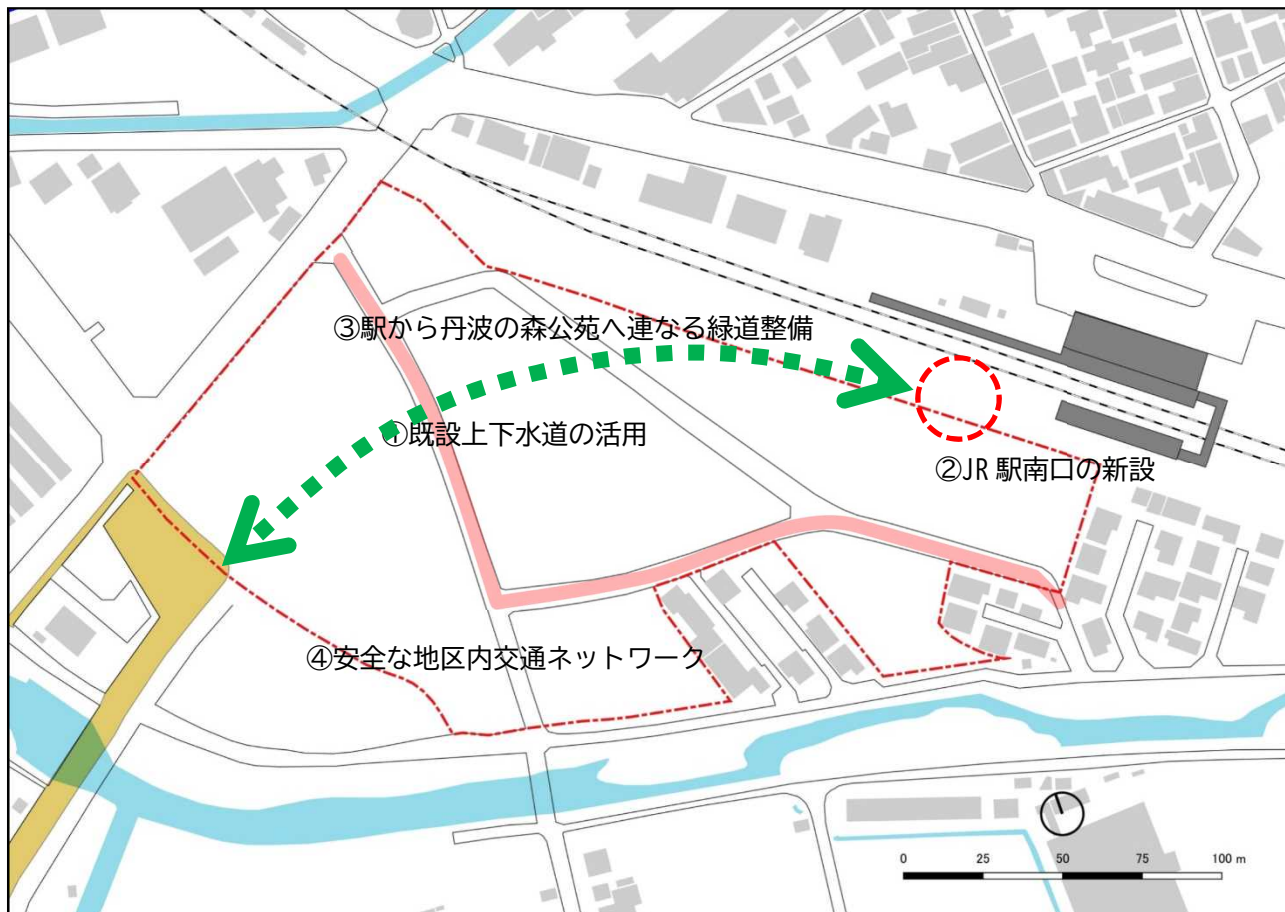 ③駅から丹波の森公苑へ連なる緑道整備
①既設上下水道の活用
②JR 駅南口の新設
④安全な地区内交通ネットワーク
0 25 50 75 100 m